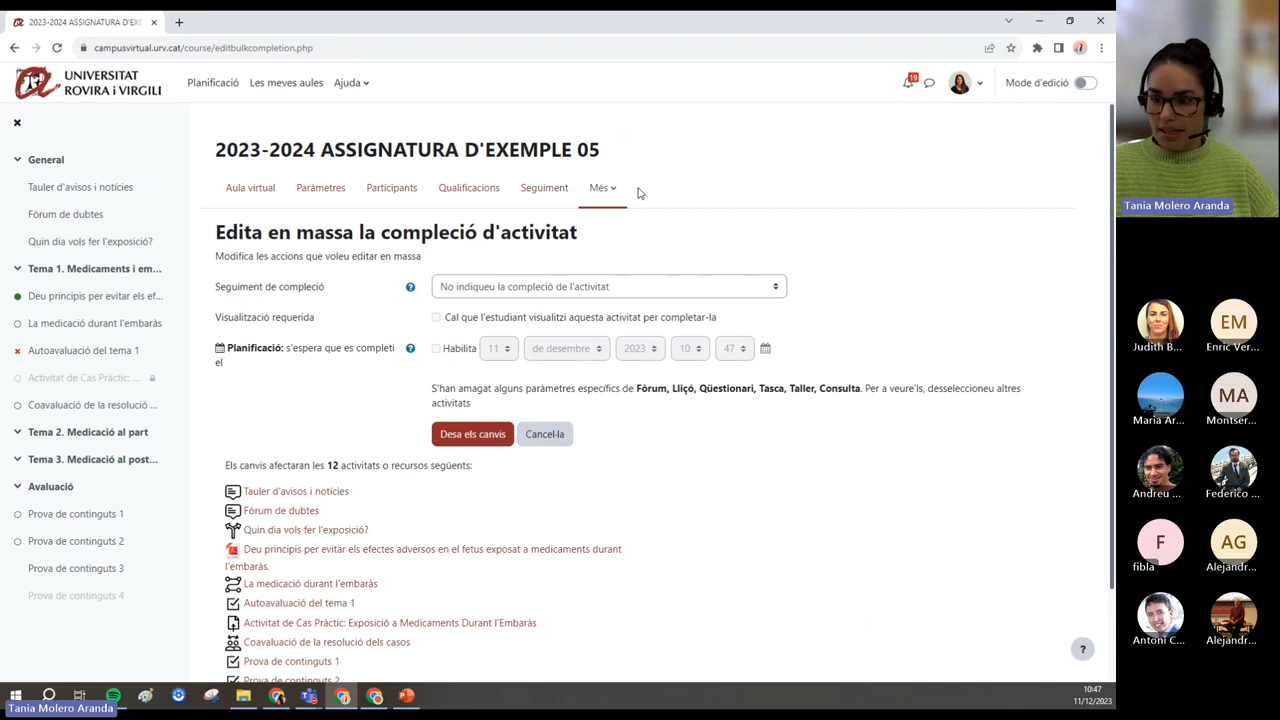 2023-2024 ASSIGNATURA D'EXE
campusvirtual.urv.cat/course/editbulkcompletion.php
UNIVERSITAT
ROVIRA i VIRGILI
Planificació
Les meves aules
Ajuda
19
Mode d'edició
Tania Molero Aranda
General
Tauler d'avisos i notícies
Fòrum de dubtes
Quin dia vols fer l'exposició?
Tema 1. Medicaments i em...
Deu principis per evitar els ef...
La medicació durant l'embaràs
Autoavaluació del tema 1
Activitat de Cas Pràctic: ...
Coavaluació de la resolució ...
Tema 2. Medicació al part
Tema 3. Medicació al post...
Avaluació
Prova de continguts 1
Prova de continguts 2
Prova de continguts 3
Prova de continguts 4
2023-2024 ASSIGNATURA D'EXEMPLE 05
Aula virtual
Paràmetres
Participants
Qualificacions
Seguiment
Més
Edita en massa la compleció d'activitat
Modifica les accions que voleu editar en massa
Seguiment de compleció
No indiqueu la compleció de l'activitat
Visualització requerida
Cal que l'estudiant visualitzi aquesta activitat per completar-la
Planificació: s'espera que es completi
el
Habilita
11
de desembre
2023
10
47
S'han amagat alguns paràmetres específics de Fòrum, Lliçó, Qüestionari, Tasca, Taller, Consulta. Per a veure'ls, desseleccioneu altres
activitats
Desa els canvis
Cancel·la
Els canvis afectaran les 12 activitats o recursos següents:
Tauler d'avisos i notícies
Fòrum de dubtes
Quin dia vols fer l'exposició?
Deu principis per evitar els efectes adversos en el fetus exposat a medicaments durant
l'embaràs.
La medicació durant l'embaràs
Autoavaluació del tema 1
Activitat de Cas Pràctic: Exposició a Medicaments Durant l'Embaràs
Coavaluació de la resolució dels casos
Prova de continguts 1
Prova de continguts 2
?
Judith B...
EM
Enric Ver...
Maria Ar...
MA
Montser...
Andreu ...
Federico ...
F
fibla
AG
Alejandr...
Antoni C...
Alejandr...
10:47
11/12/2023
Tania Molero Aranda